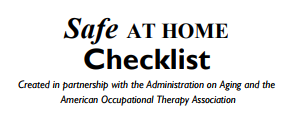 Safe AT HOME
Checklist
Created in partnership with the Administration on Aging and the
American Occupational Therapy Association